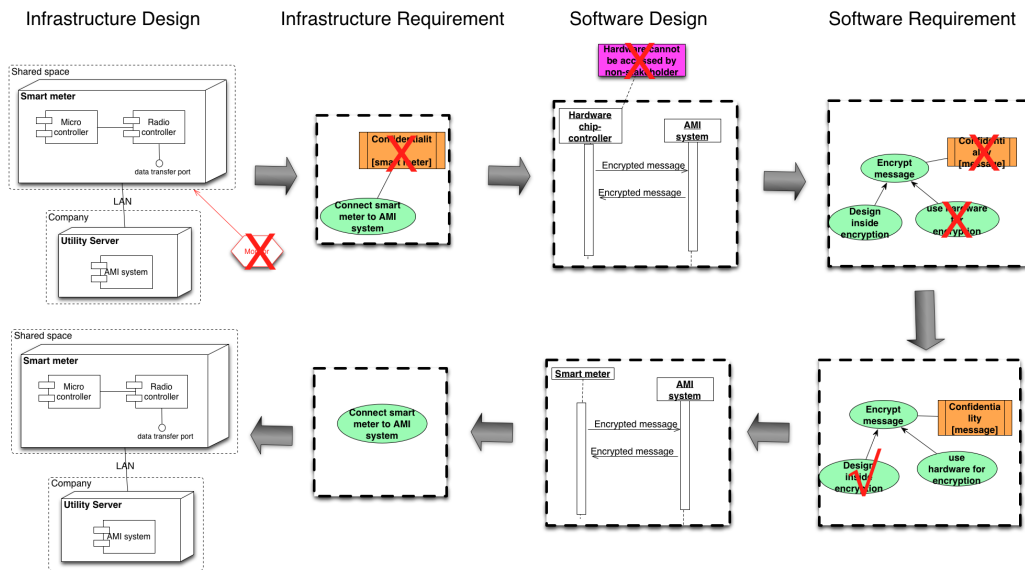 Infrastructure Design
Infrastructure Requirement
Software Design
Software Requirement
Shared space
Smart meter
Micro
controller
Radio
controller
data transfer port
LAN
Company
Utility Server
AMI system
Confidentialit
[smart meter]
Connect smart
meter to AMI
system
Hardware cannot
be accessed by
non-stakeholder
Hardware
chip-
controller
AMI
system
Encrypted message
Encrypted message
Confidenti
ality
[message]
Encrypt
message
Design
inside
encryption
use hardware
for
encryption
Shared space
Smart meter
Micro
controller
Radio
controller
data transfer port
LAN
Company
Utility Server
AMI system
Connect smart
meter to AMI
system
Smart meter
AMI
system
Encrypted message
Encrypted message
Encrypt
message
Confidentia
lity
[message]
Design
inside
encryption
use
hardware for
encryption